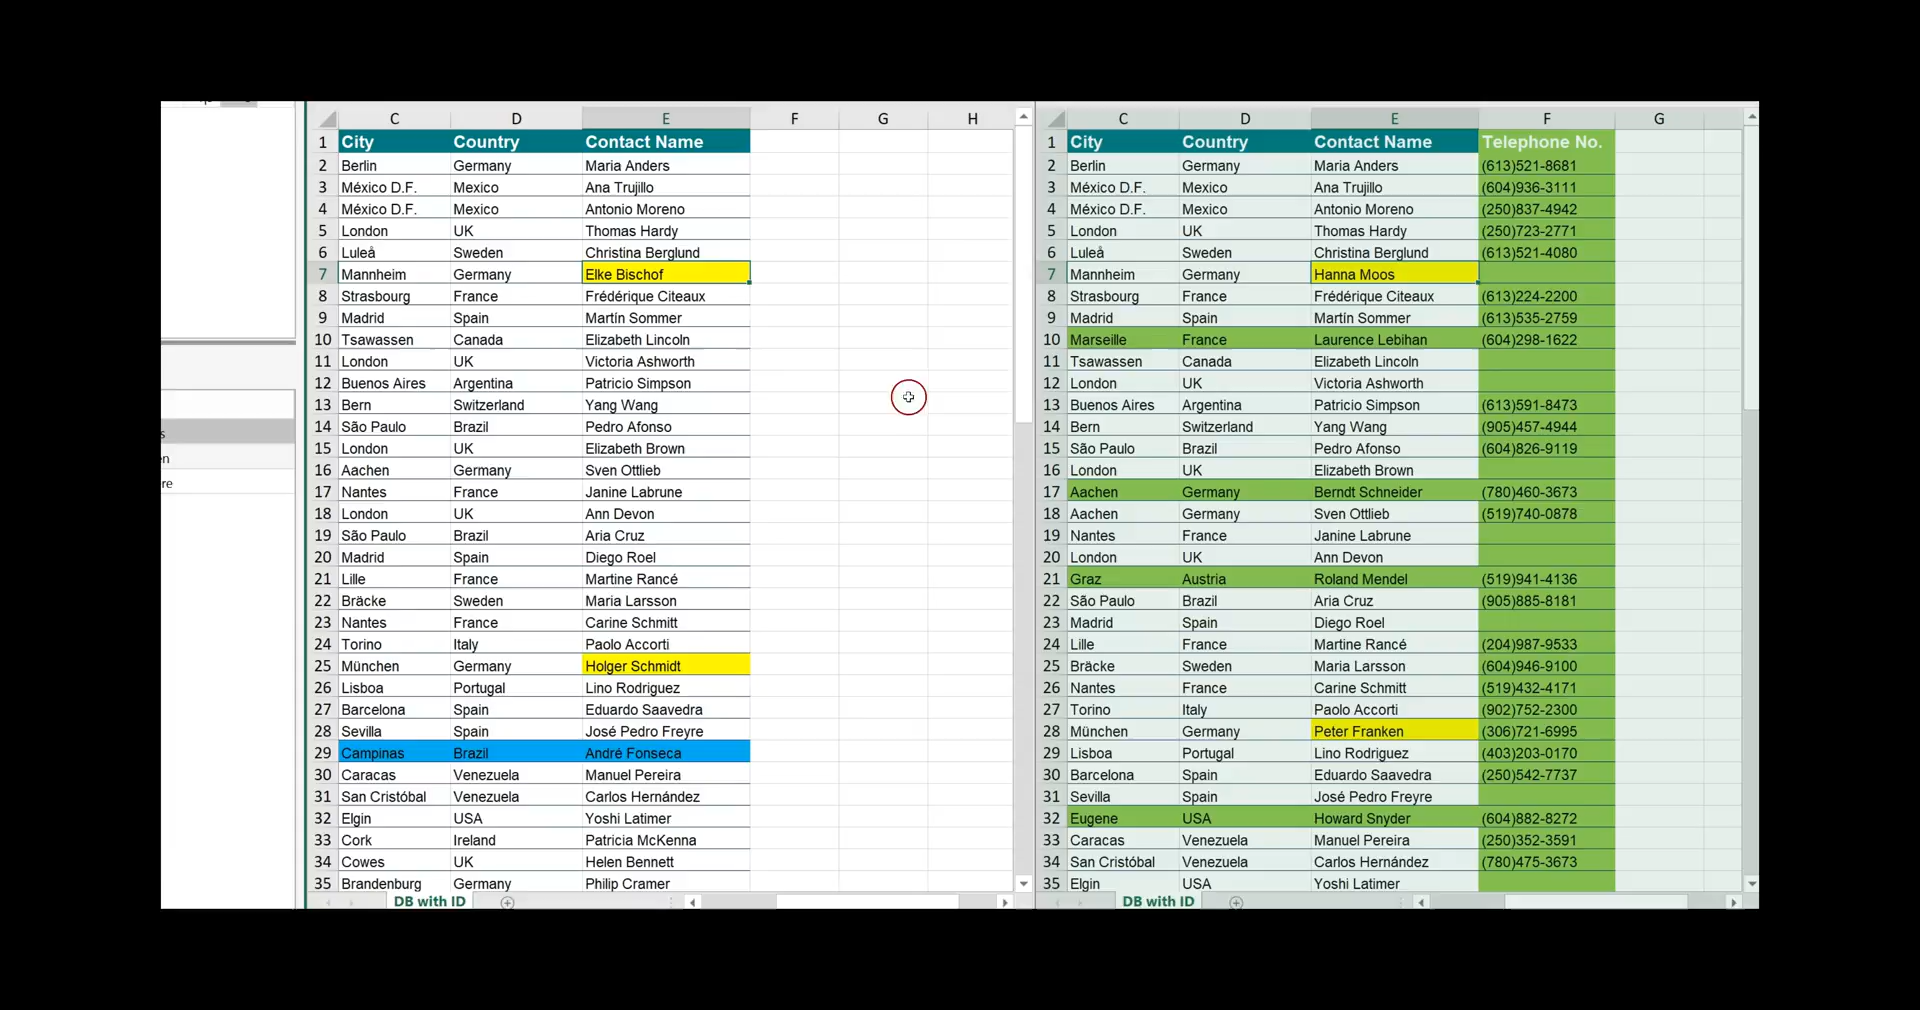 C D E F G H
1 City Country Contact Name
2 Berlin Germany Maria Anders
3 México D.F. Mexico Ana Trujillo
4 México D.F. Mexico Antonio Moreno
5 London UK Thomas Hardy
6 Luleå Sweden Christina Berglund
7 Mannheim Germany Elke Bischof
8 Strasbourg France Frédérique Citeaux
9 Madrid Spain Martín Sommer
10 Tsawassen Canada Elizabeth Lincoln
11 London UK Victoria Ashworth
12 Buenos Aires Argentina Patricio Simpson
13 Bern Switzerland Yang Wang
14 São Paulo Brazil Pedro Afonso
15 London UK Elizabeth Brown
16 Aachen Germany Sven Ottlieb
17 Nantes France Janine Labrune
18 London UK Ann Devon
19 São Paulo Brazil Aria Cruz
20 Madrid Spain Diego Roel
21 Lille France Martine Rancé
22 Bräcke Sweden Maria Larsson
23 Nantes France Carine Schmitt
24 Torino Italy Paolo Accorti
25 München Germany Holger Schmidt
26 Lisboa Portugal Lino Rodriguez
27 Barcelona Spain Eduardo Saavedra
28 Sevilla Spain José Pedro Freyre
29 Campinas Brazil André Fonseca
30 Caracas Venezuela Manuel Pereira
31 San Cristóbal Venezuela Carlos Hernández
32 Elgin USA Yoshi Latimer
33 Cork Ireland Patricia McKenna
34 Cowes UK Helen Bennett
35 Brandenburg Germany Philip Cramer
DB with ID
C D E F G
1 City Country Contact Name Telephone No.
2 Berlin Germany Maria Anders (613)521-8681
3 México D.F. Mexico Ana Trujillo (604)936-3111
4 México D.F. Mexico Antonio Moreno (250)837-4942
5 London UK Thomas Hardy (250)723-2771
6 Luleå Sweden Christina Berglund (613)521-4080
7 Mannheim Germany Hanna Moos
8 Strasbourg France Frédérique Citeaux (613)224-2200
9 Madrid Spain Martín Sommer (613)535-2759
10 Marseille France Laurence Lebihan (604)298-1622
11 Tsawassen Canada Elizabeth Lincoln
12 London UK Victoria Ashworth
13 Buenos Aires Argentina Patricio Simpson (613)591-8473
14 Bern Switzerland Yang Wang (905)457-4944
15 São Paulo Brazil Pedro Afonso (604)826-9119
16 London UK Elizabeth Brown
17 Aachen Germany Berndt Schneider (780)460-3673
18 Aachen Germany Sven Ottlieb (519)740-0878
19 Nantes France Janine Labrune
20 London UK Ann Devon
21 Graz Austria Roland Mendel (519)941-4136
22 São Paulo Brazil Aria Cruz (905)885-8181
23 Madrid Spain Diego Roel
24 Lille France Martine Rancé (204)987-9533
25 Bräcke Sweden Maria Larsson (604)946-9100
26 Nantes France Carine Schmitt (519)432-4171
27 Torino Italy Paolo Accorti (902)752-2300
28 München Germany Peter Franken (306)721-6995
29 Lisboa Portugal Lino Rodriguez (403)203-0170
30 Barcelona Spain Eduardo Saavedra (250)542-7737
31 Sevilla Spain José Pedro Freyre
32 Eugene USA Howard Snyder (604)882-8272
33 Caracas Venezuela Manuel Pereira (250)352-3591
34 San Cristóbal Venezuela Carlos Hernández (780)475-3673
35 Elgin USA Yoshi Latimer
DB with ID